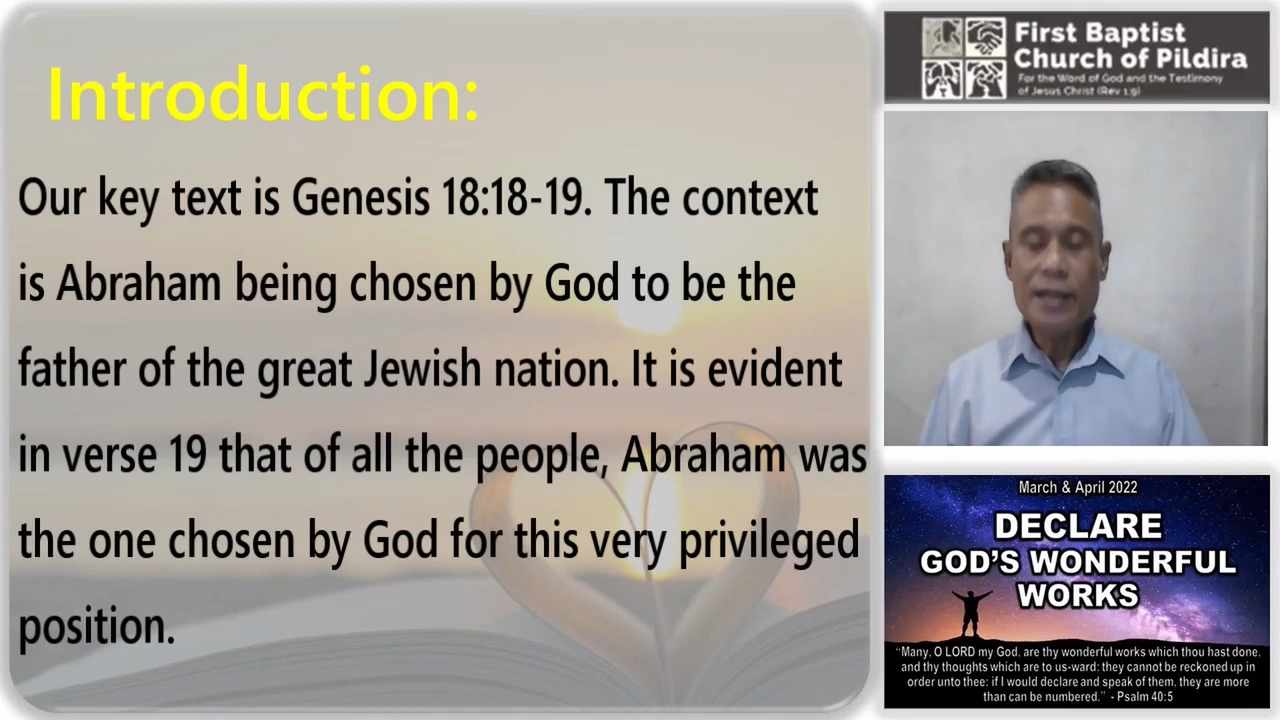 Introduction:
Our key text is Genesis 18:18-19. The context
is Abraham being chosen by God to be the
father of the great Jewish nation. It is evident
in verse 19 that of all the people, Abraham was
the one chosen by God for this very privileged
position.
First Baptist
Church of Pildira
For the Word of God and the Testimony
of Jesus Christ (Rev 1:9)
March & April 2022
DECLARE
GOD'S WONDERFUL
WORKS
"Many, O LORD my God, are thy wonderful works which thou hast done,
and thy thoughts which are to us-ward: they cannot be reckoned up in
order unto thee: if I would declare and speak of them, they are more
than can be numbered." - Psalm 40:5